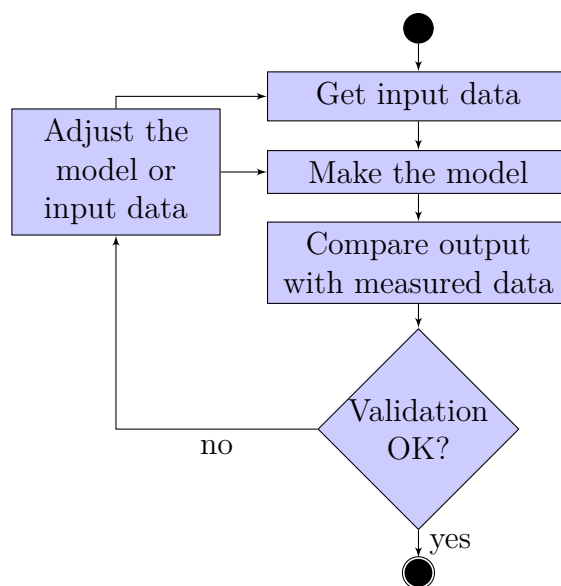 Get input data
Adjust the
model or
input data
Make the model
Compare output
with measured data
Validation
OK?
no
yes